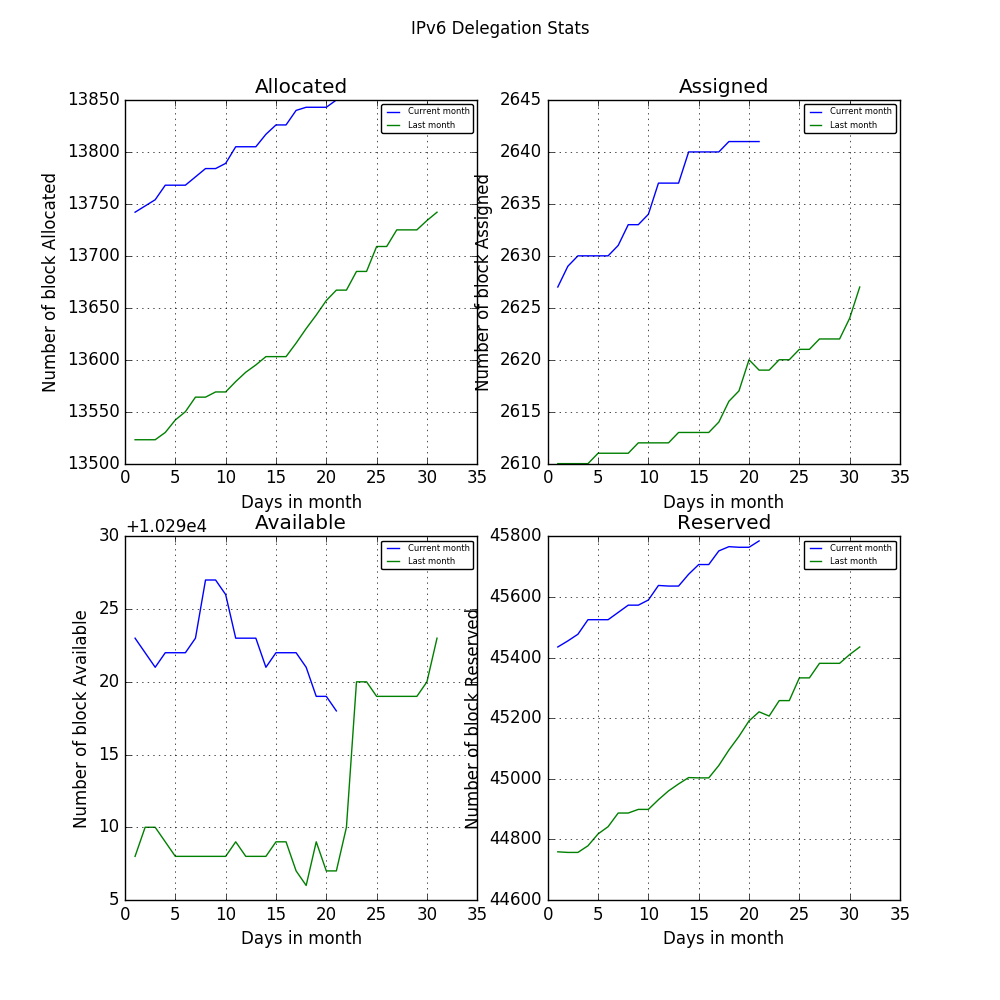 IPv6 Delegation Stats
Allocated
Number of block Allocated
13850
13800
13750
13700
13650
13600
13550
13500
0 5 10 15 20 25 30 35
Days in month
Current month
Last month
Assigned
Number of block Assigned
2645
2640
2635
2630
2625
2620
2615
2610
0 5 10 15 20 25 30 35
Days in month
Current month
Last month
Available
+1.029e4
Number of block Available
30
25
20
15
10
5
0 5 10 15 20 25 30 35
Days in month
Current month
Last month
Reserved
Number of block Reserved
45800
45600
45400
45200
45000
44800
44600
0 5 10 15 20 25 30 35
Days in month
Current month
Last month